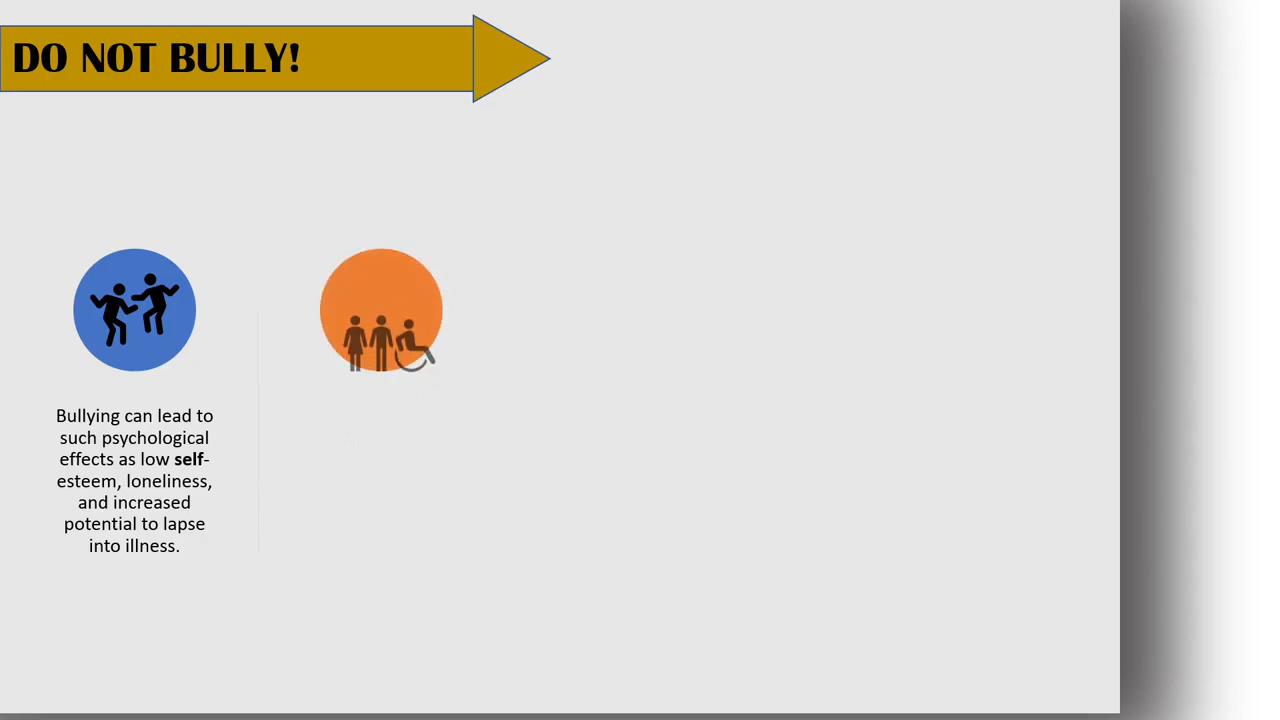 DO NOT BULLY!
Bullying can lead to
such psychological
effects as low self-
esteem, loneliness,
and increased
potential to lapse
into illness.